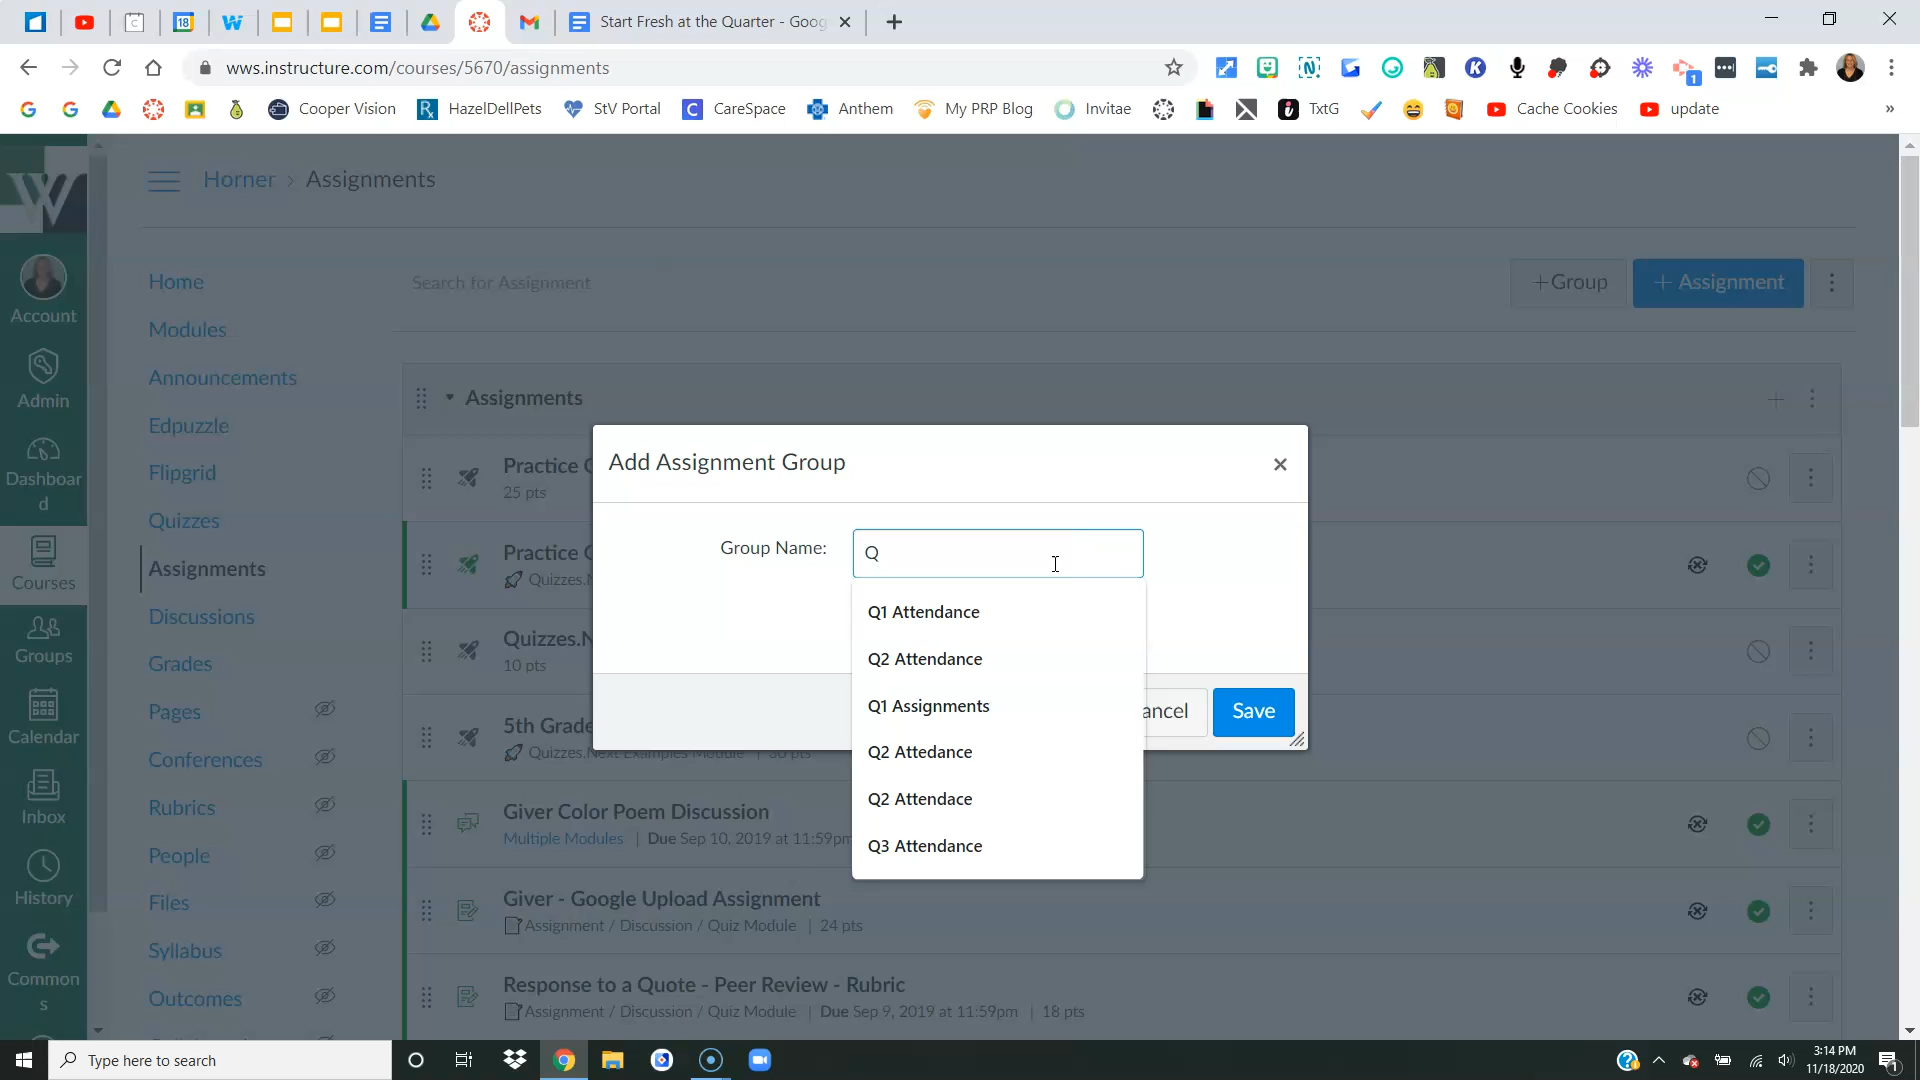 Start Fresh at the Quarter - Goog
wws.instructure.com/courses/5670/assignments
Cooper Vision
HazelDellPets
StV Portal
CareSpace
Anthem
My PRP Blog
Invitae
TxtG
Cache Cookies
update
»
Horner › Assignments
Account
Admin
Dashboar
d
Courses
Groups
Calendar
Inbox
History
Common
s
Home
Modules
Announcements
Edpuzzle
Flipgrid
Quizzes
Assignments
Discussions
Grades
Pages
Conferences
Rubrics
People
Files
Syllabus
Outcomes
Search for Assignment
+Group
+ Assignment
Assignments
Practice
25 pts
Practice
Quizzes.N
Quizzes.N
10 pts
5th Grade
Quizzes.Next Examples Module | 30 pts
Giver Color Poem Discussion
Multiple Modules | Due Sep 10, 2019 at 11:59pm
Giver - Google Upload Assignment
Assignment / Discussion / Quiz Module | 24 pts
Response to a Quote - Peer Review - Rubric
Assignment / Discussion / Quiz Module | Due Sep 9, 2019 at 11:59pm | 18 pts
Add Assignment Group
Group Name:
Q
Q1 Attendance
Q2 Attendance
Q1 Assignments
Q2 Attedance
Q2 Attendace
Q3 Attendance
ancel
Save
Type here to search
3:14 PM
11/18/2020